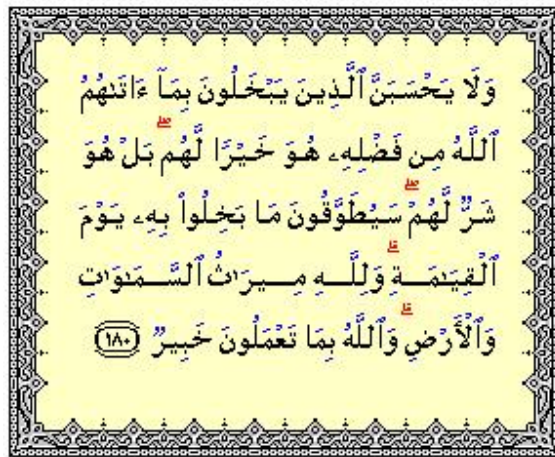 وَلَا يَحْسَبَنَّ ٱلَّذِينَ يَبْخَلُونَ بِمَآ ءَاتَىٰهُمُ
ٱللَّهُ مِن فَضْلِهِۦ هُوَ خَيْرًا لَّهُمۖ بَلْ هُوَ
شَرٌّ لَّهُمْۖ سَيُطَوَّقُونَ مَا بَخِلُوا۟ بِهِۦ يَوْمَ
ٱلْقِيَـٰمَةِۗ وَلِلَّهِ مِيرَٰثُ ٱلسَّمَـٰوَٰتِ
وَٱلْأَرْضِۗ وَٱللَّهُ بِمَا تَعْمَلُونَ خَبِيرٌ ١٨٠